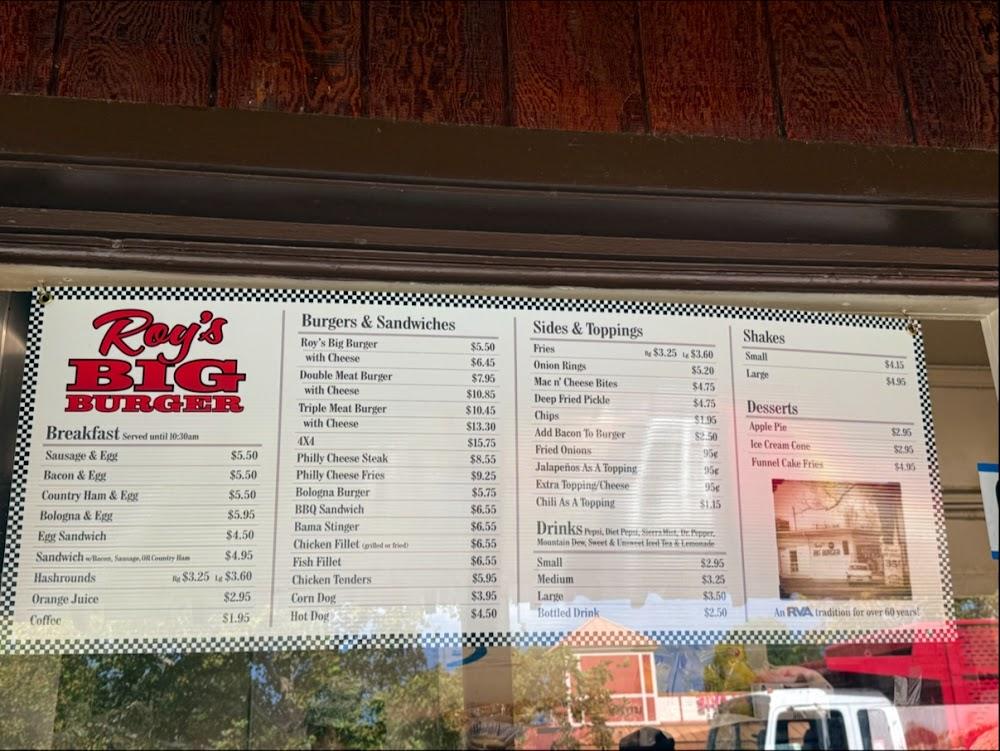 Roy's
BIG
BURGER
Breakfast Served until 10:30am
Sausage & Egg $5.50
Bacon & Egg $5.50
Country Ham & Egg $5.50
Bologna & Egg $5.95
Egg Sandwich $4.50
Sandwich w/Bacon, Sausage, OR Country Ham $4.95
Hashrounds Rg $3.25 Lg $3.60
Orange Juice $2.95
Coffee $1.95
Burgers & Sandwiches
Roy's Big Burger $5.50
with Cheese $6.45
Double Meat Burger $7.95
with Cheese $10.85
Triple Meat Burger $10.45
with Cheese $13.30
4X4 $15.75
Philly Cheese Steak $8.55
Philly Cheese Fries $9.25
Bologna Burger $5.75
BBQ Sandwich $6.55
Bama Stinger $6.55
Chicken Fillet (grilled or fried) $6.55
Fish Fillet $6.55
Chicken Tenders $5.95
Corn Dog $3.95
Hot Dog $4.50
Sides & Toppings
Fries Rg $3.25 Lg $3.60
Onion Rings $5.20
Mac n' Cheese Bites $4.75
Deep Fried Pickle $4.75
Chips $1.95
Add Bacon To Burger $2.50
Fried Onions 95¢
Jalapeños As A Topping 95¢
Extra Topping/Cheese 95¢
Chili As A Topping $1.15
Drinks Pepsi, Diet Pepsi, Sierra Mist, Dr. Pepper,
Mountain Dew, Sweet & Unsweet Iced Tea & Lemonade
Small $2.95
Medium $3.25
Large $3.50
Bottled Drink $2.50
Shakes
Small $4.15
Large $4.95
Desserts
Apple Pie $2.95
Ice Cream Cone $2.95
Funnel Cake Fries $4.95
BIG BURGER
An RVA tradition for over 60 years!